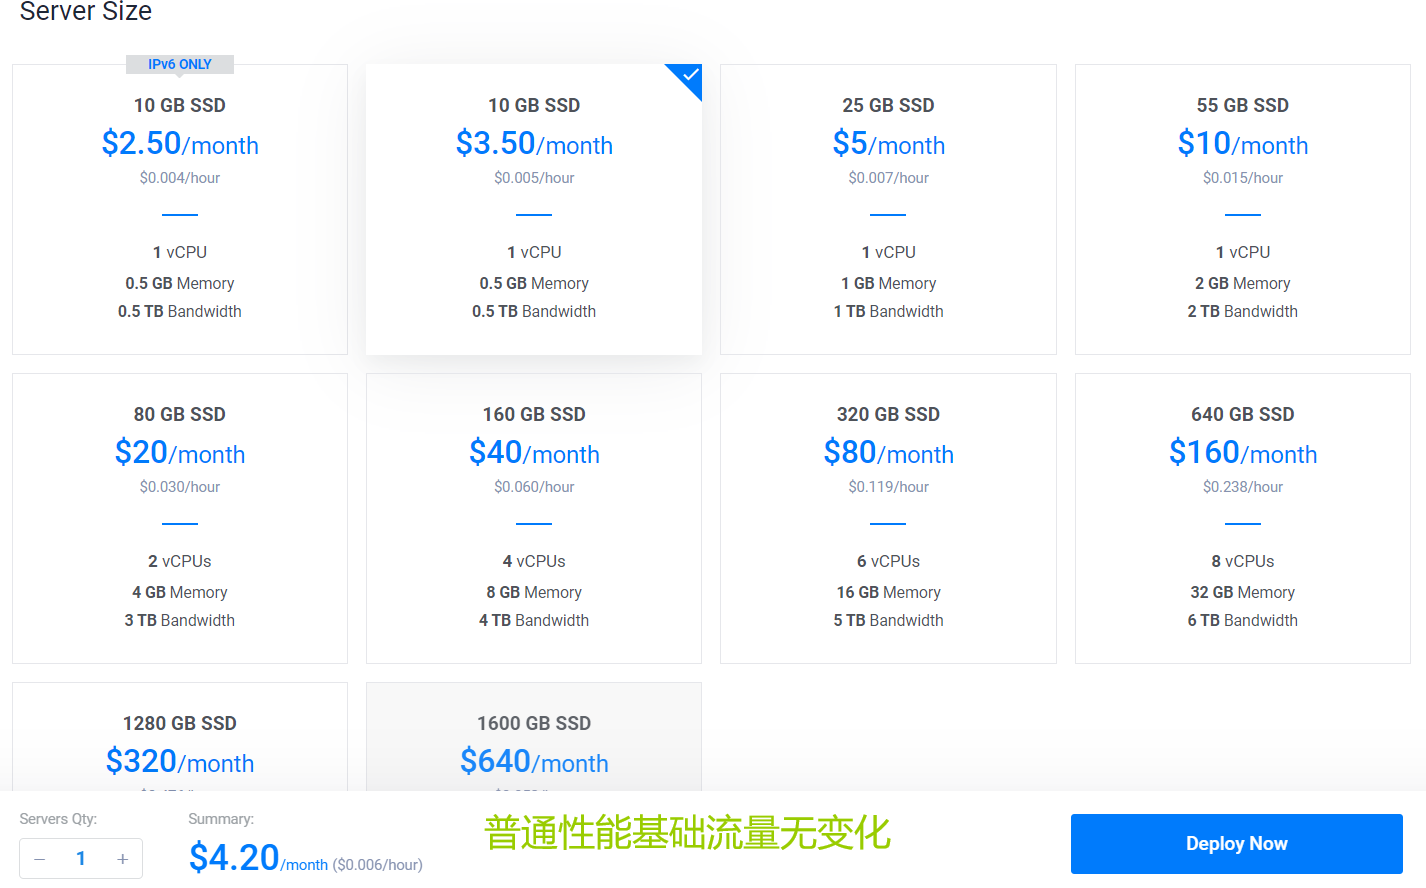 Server Size
IPv6 ONLY
10 GB SSD
$2.50/month
$0.004/hour
1 vCPU
0.5 GB Memory
0.5 TB Bandwidth
10 GB SSD
$3.50/month
$0.005/hour
1 vCPU
0.5 GB Memory
0.5 TB Bandwidth
25 GB SSD
$5/month
$0.007/hour
1 vCPU
1 GB Memory
1 TB Bandwidth
55 GB SSD
$10/month
$0.015/hour
1 vCPU
2 GB Memory
2 TB Bandwidth
80 GB SSD
$20/month
$0.030/hour
2 vCPUs
4 GB Memory
3 TB Bandwidth
160 GB SSD
$40/month
$0.060/hour
4 vCPUs
8 GB Memory
4 TB Bandwidth
320 GB SSD
$80/month
$0.119/hour
6 vCPUs
16 GB Memory
5 TB Bandwidth
640 GB SSD
$160/month
$0.238/hour
8 vCPUs
32 GB Memory
6 TB Bandwidth
1280 GB SSD
$320/month
1600 GB SSD
$640/month
Servers Qty:
− 1 +
Summary:
$4.20/month ($0.006/hour)
普通性能基础流量无变化
Deploy Now